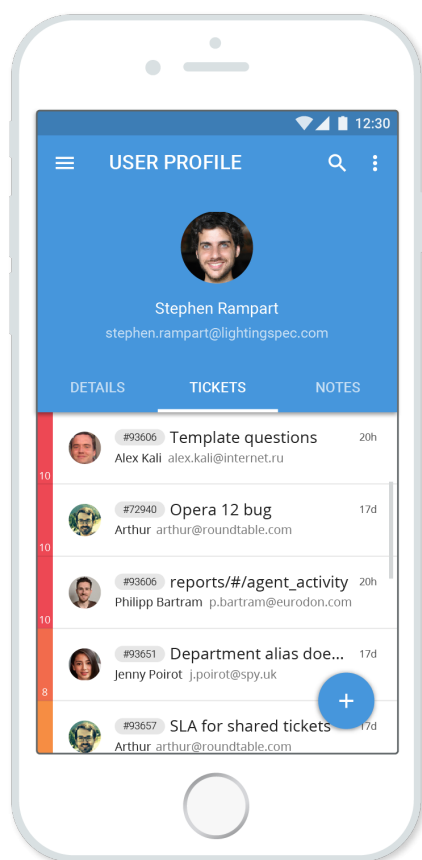 12:30
USER PROFILE
Stephen Rampart
stephen.rampart@lightingspec.com
DETAILS TICKETS NOTES
#93606 Template questions 20h
Alex Kali alex.kali@internet.ru
10
#72940 Opera 12 bug 17d
Arthur arthur@roundtable.com
10
#93606 reports/#/agent_activity 20h
Philipp Bartram p.bartram@eurodon.com
10
#93651 Department alias doe... 17d
Jenny Poirot j.poirot@spy.uk
8
+
#93657 SLA for shared tickets 17d
Arthur arthur@roundtable.com